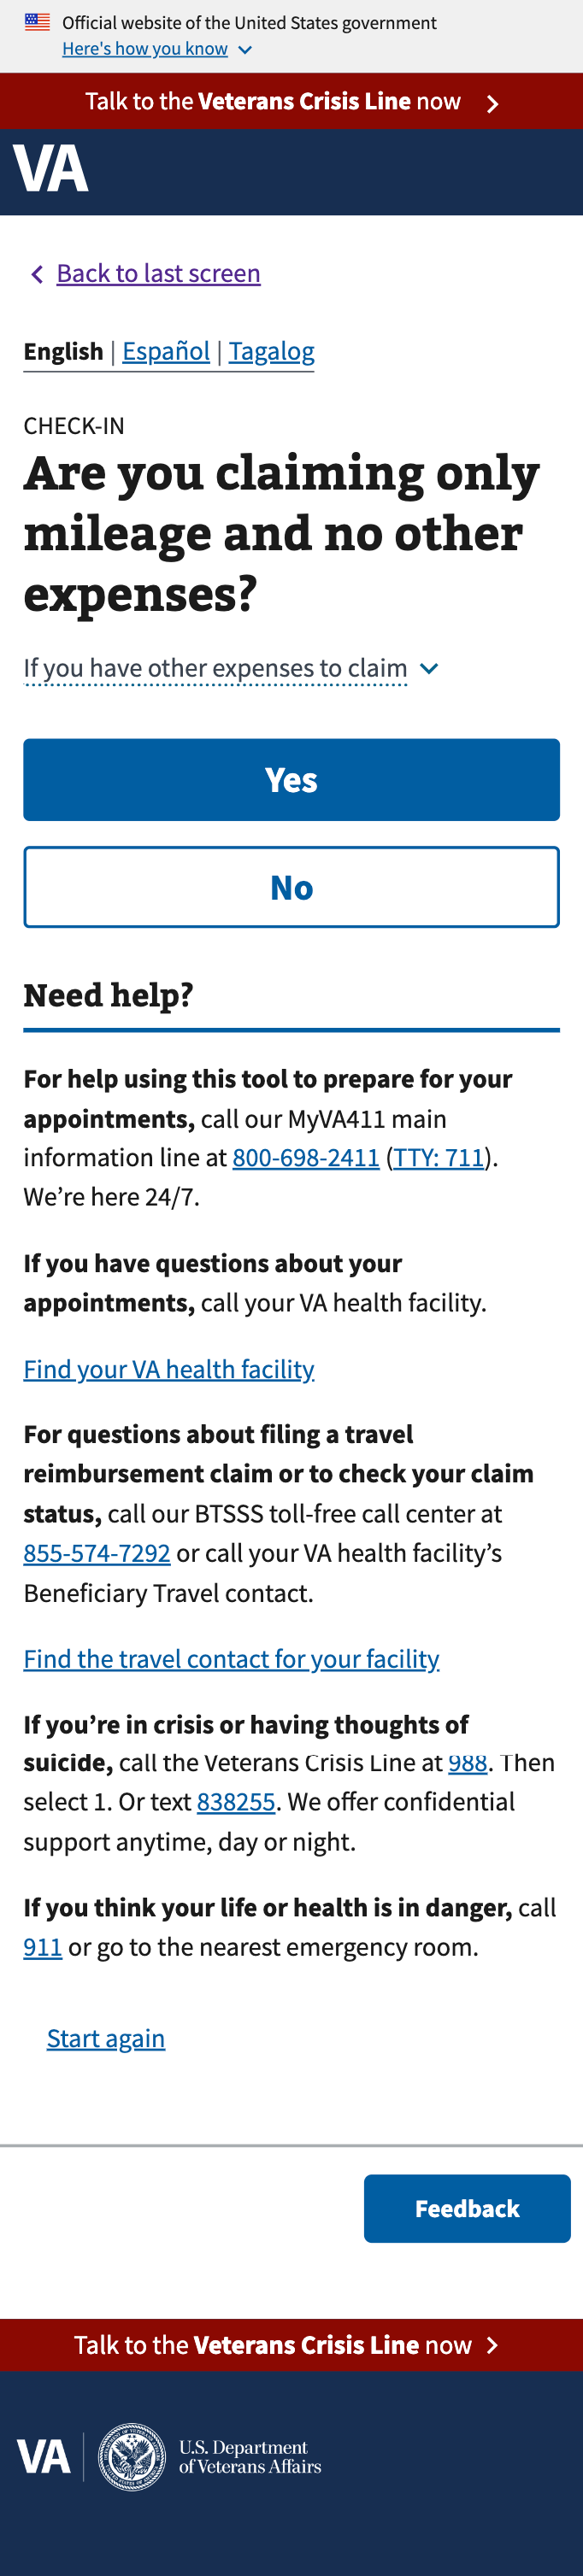 Official website of the United States government
Here's how you know
Talk to the Veterans Crisis Line now
VA
Back to last screen
English | Español | Tagalog
CHECK-IN
Are you claiming only
mileage and no other
expenses?
If you have other expenses to claim
Yes
No
Need help?
For help using this tool to prepare for your
appointments, call our MyVA411 main
information line at 800-698-2411 (TTY: 711).
We’re here 24/7.
If you have questions about your
appointments, call your VA health facility.
Find your VA health facility
For questions about filing a travel
reimbursement claim or to check your claim
status, call our BTSSS toll-free call center at
855-574-7292 or call your VA health facility’s
Beneficiary Travel contact.
Find the travel contact for your facility
If you’re in crisis or having thoughts of
suicide, call the Veterans Crisis Line at 988. Then
select 1. Or text 838255. We offer confidential
support anytime, day or night.
If you think your life or health is in danger, call
911 or go to the nearest emergency room.
Start again
Feedback
Talk to the Veterans Crisis Line now
VA
U.S. Department
of Veterans Affairs